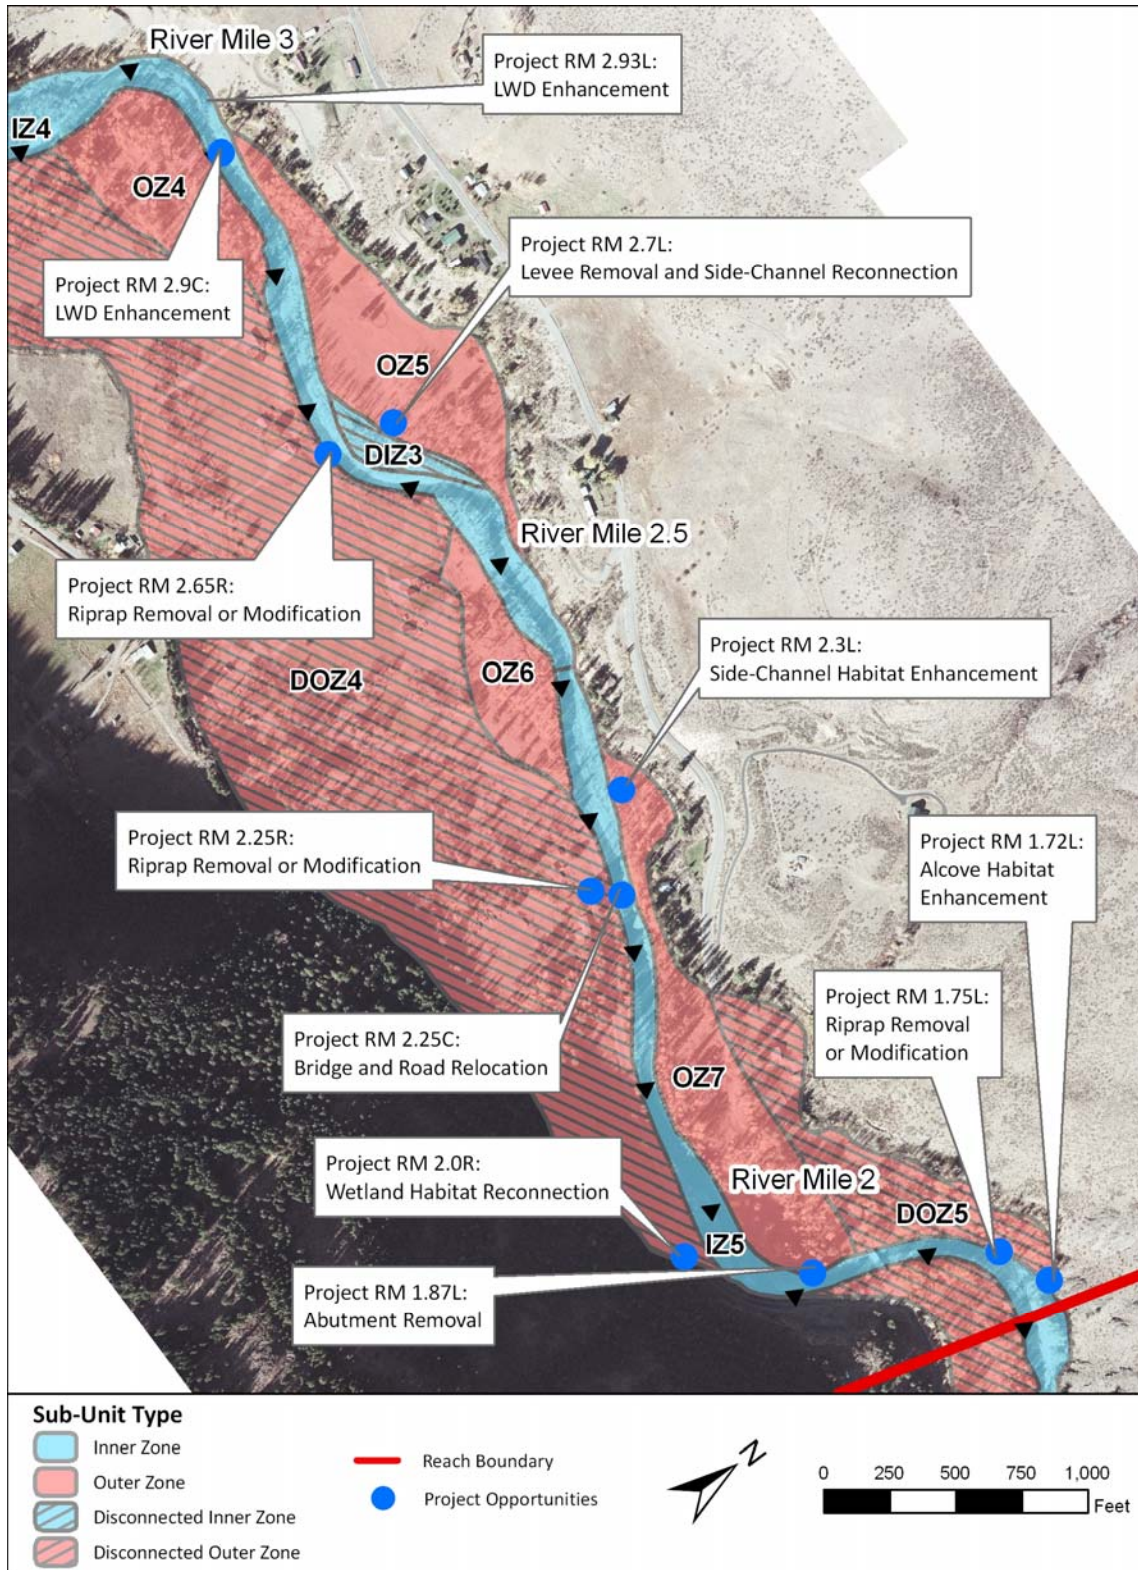 River Mile 3
Project RM 2.93L:
LWD Enhancement
IZ4
OZ4
Project RM 2.7L:
Levee Removal and Side-Channel Reconnection
Project RM 2.9C:
LWD Enhancement
OZ5
DIZ3
River Mile 2.5
Project RM 2.65R:
Riprap Removal or Modification
Project RM 2.3L:
Side-Channel Habitat Enhancement
OZ6
DOZ4
Project RM 2.25R:
Riprap Removal or Modification
Project RM 1.72L:
Alcove Habitat
Enhancement
Project RM 1.75L:
Riprap Removal
or Modification
Project RM 2.25C:
Bridge and Road Relocation
OZ7
Project RM 2.0R:
Wetland Habitat Reconnection
River Mile 2
DOZ5
IZ5
Project RM 1.87L:
Abutment Removal
Sub-Unit Type
Inner Zone
Outer Zone
Disconnected Inner Zone
Disconnected Outer Zone
Reach Boundary
Project Opportunities
N
0 250 500 750 1,000
Feet